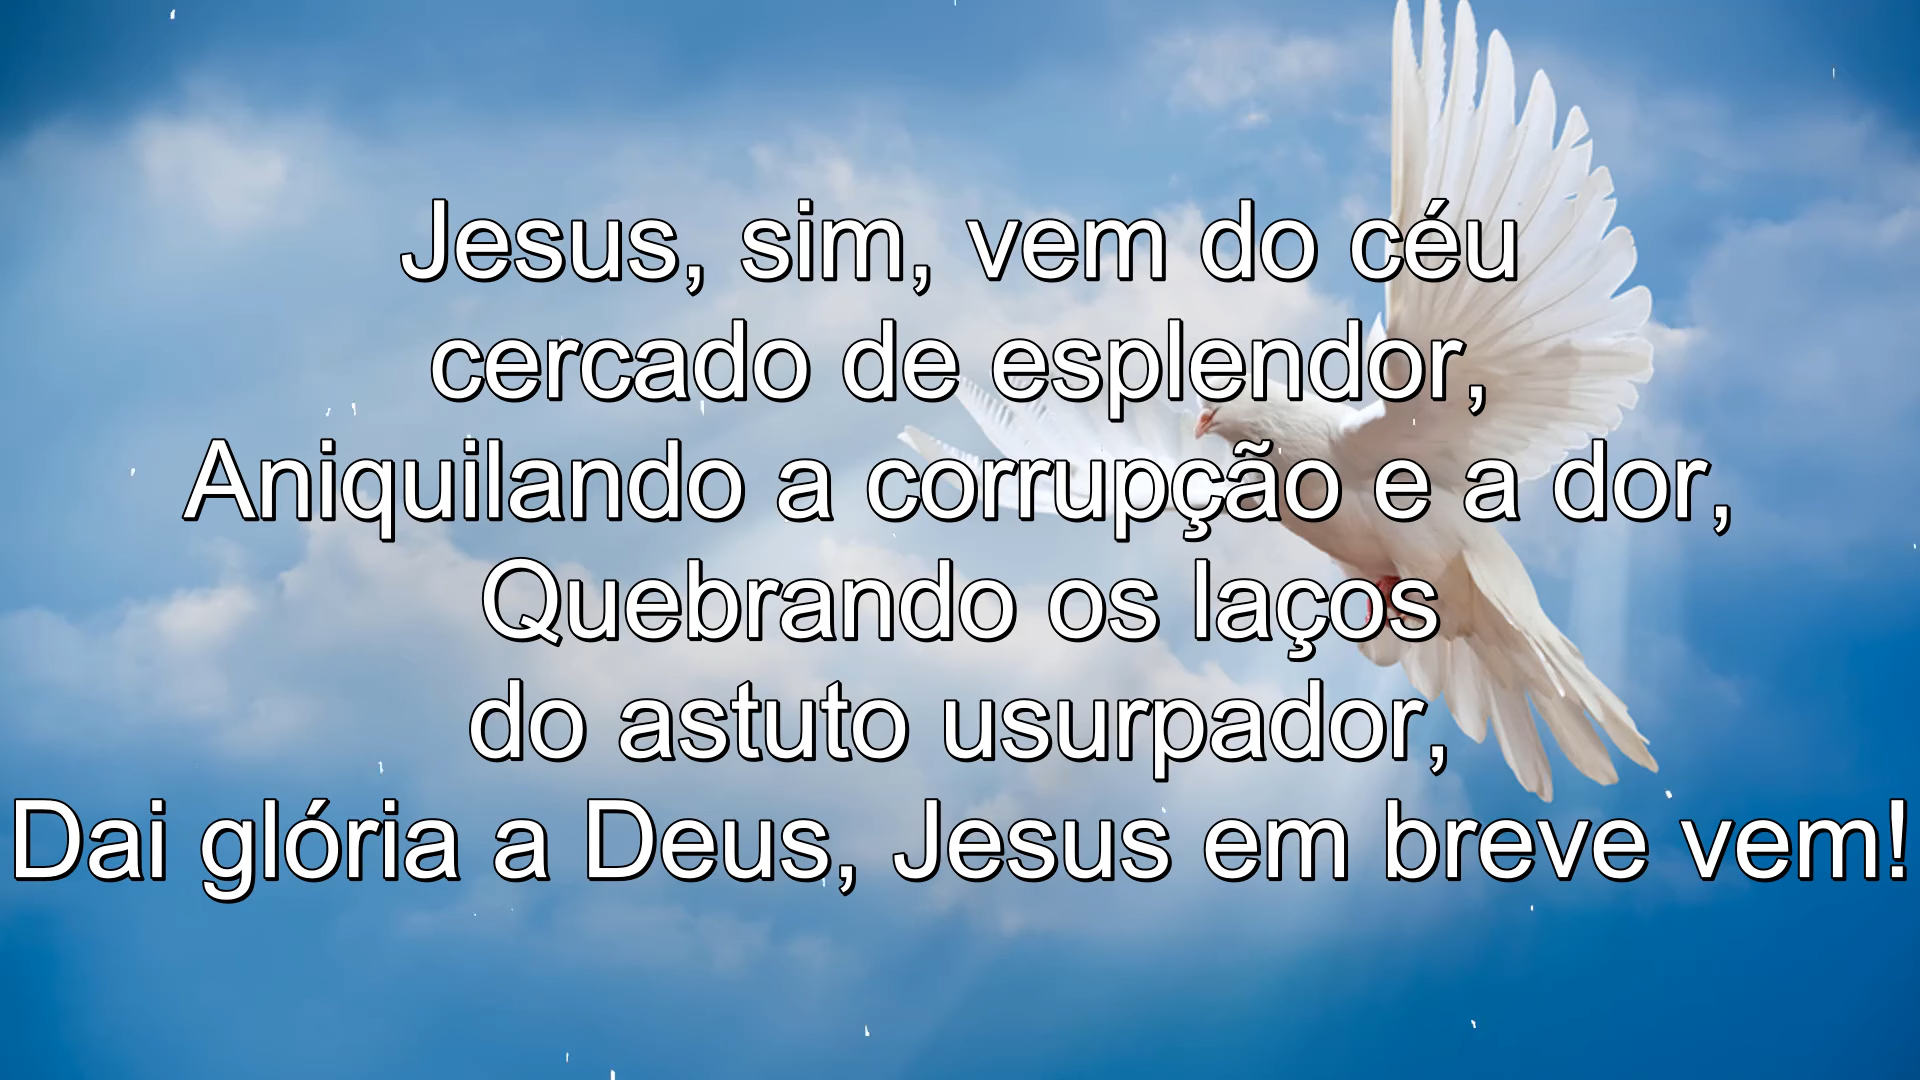 Jesus, sim, vem do céu
cercado de esplendor,
Aniquilando a corrupção e a dor,
Quebrando os laços
do astuto usurpador,
Dai glória a Deus, Jesus em breve vem!